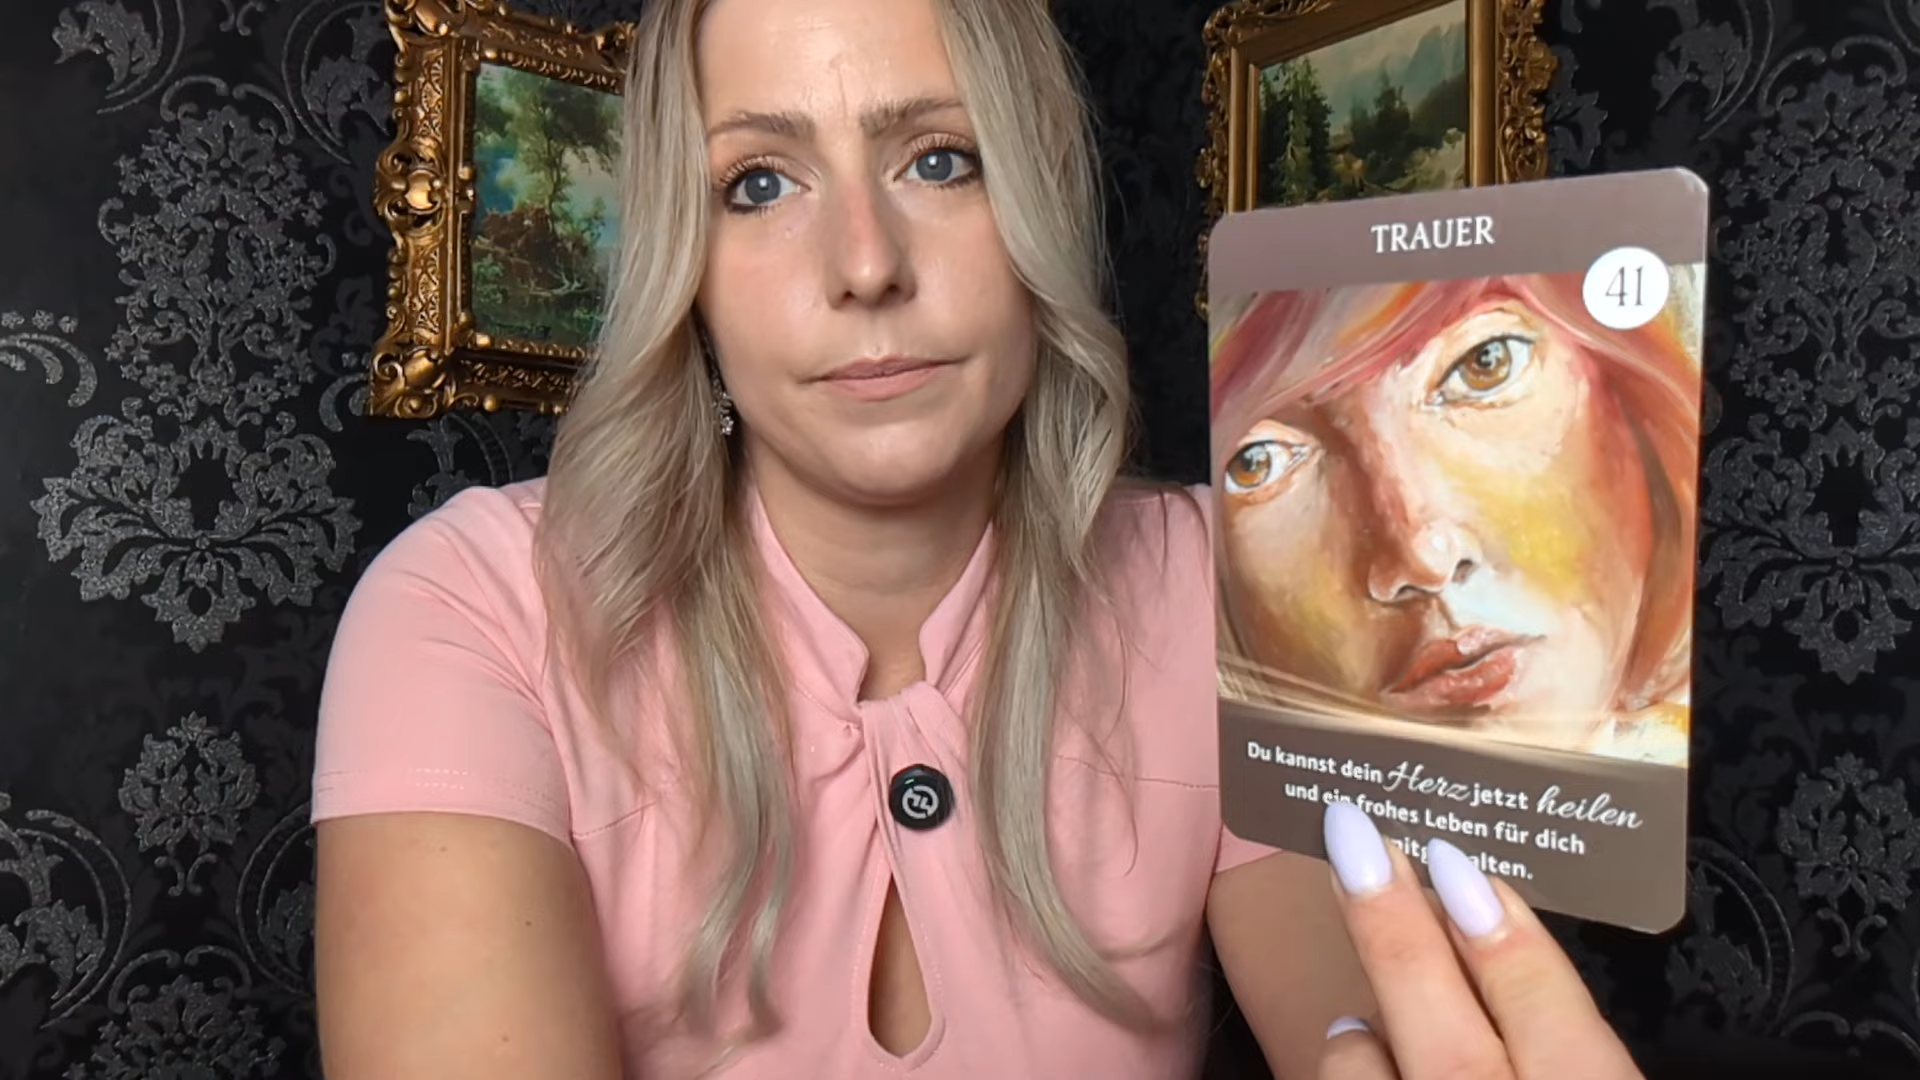 TRAUER
41
Du kannst dein Herz jetzt heilen
und ein frohes Leben für dich